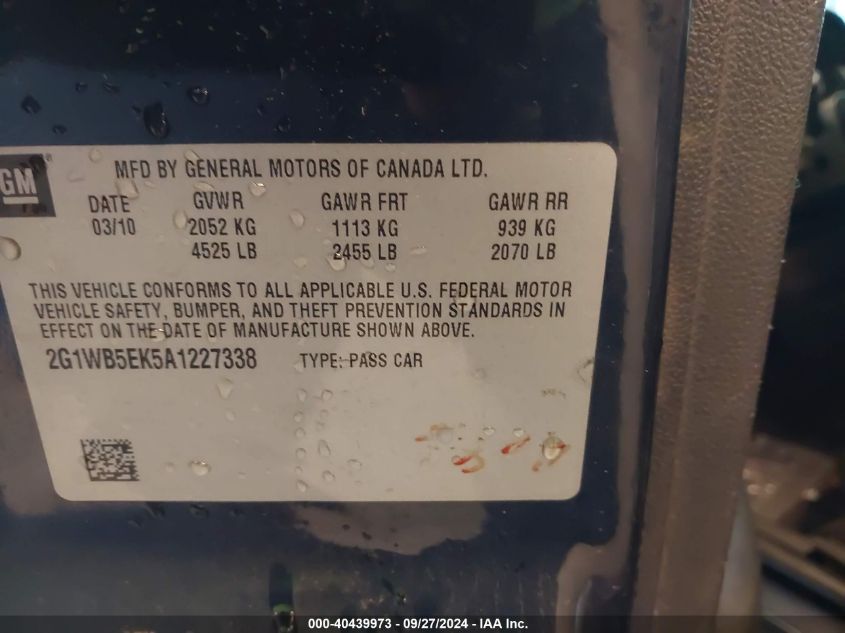 GM
MFD BY GENERAL MOTORS OF CANADA LTD.
DATE GVWR GAWR FRT GAWR RR
03/10 2052 KG 1113 KG 939 KG
4525 LB 2455 LB 2070 LB
THIS VEHICLE CONFORMS TO ALL APPLICABLE U.S. FEDERAL MOTOR
VEHICLE SAFETY, BUMPER, AND THEFT PREVENTION STANDARDS IN
EFFECT ON THE DATE OF MANUFACTURE SHOWN ABOVE.
2G1WB5EK5A1227338 TYPE: PASS CAR
000-40439973 - 09/27/2024 - IAA Inc.